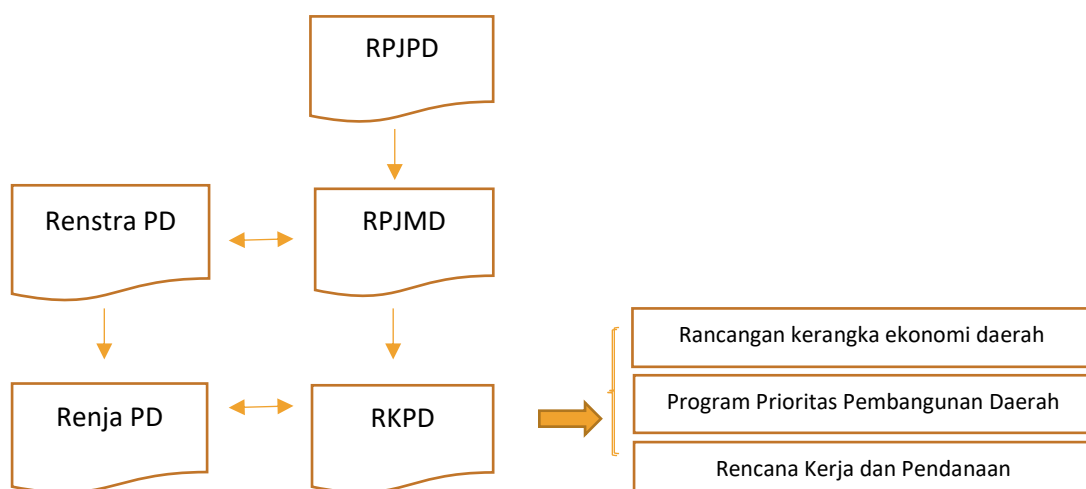 RPJPD
Renstra PD
RPJMD
Rancangan kerangka ekonomi daerah
Renja PD
RKPD
Program Prioritas Pembangunan Daerah
Rencana Kerja dan Pendanaan